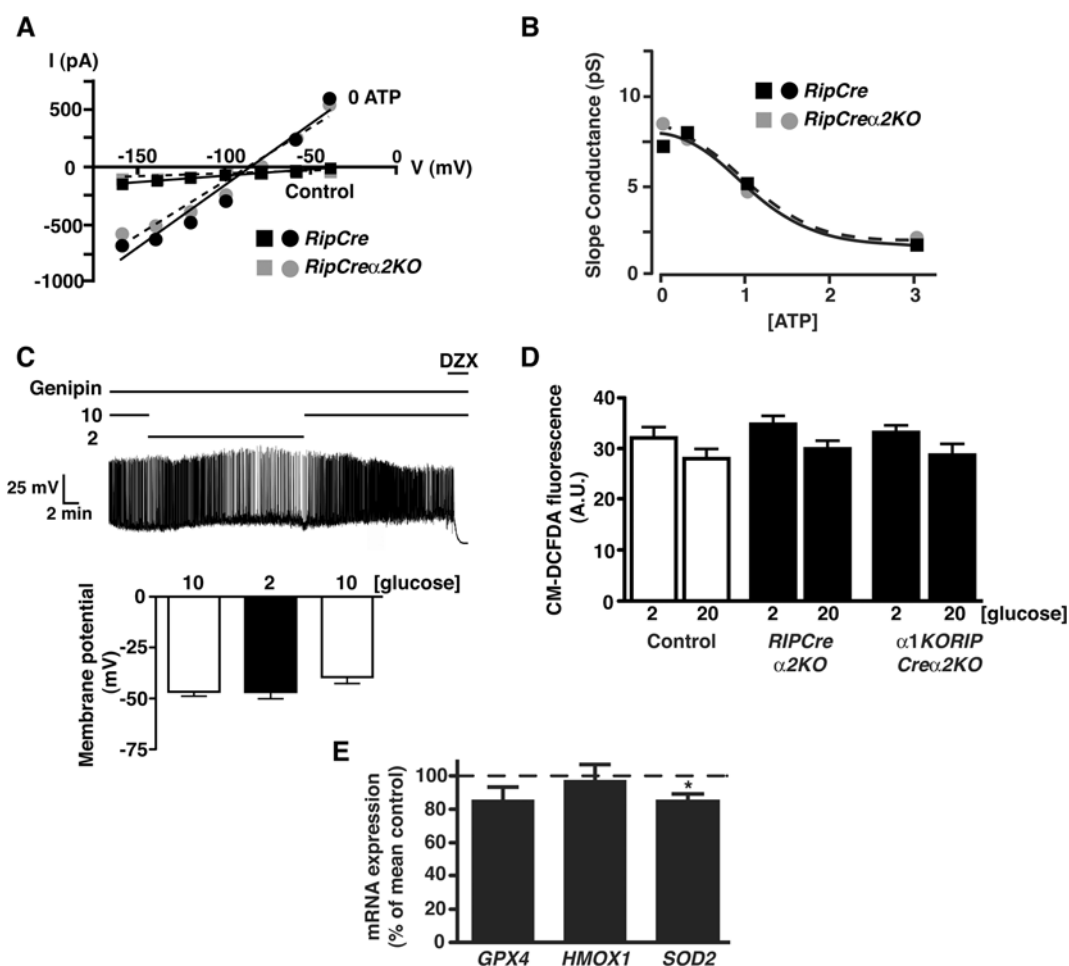 A
I (pA)
500
0
-500
-1000
-150
-100
-50
0
V (mV)
0 ATP
Control
RipCre
RipCreα2KO
B
Slope Conductance (pS)
10
5
0
0
1
2
3
[ATP]
RipCre
RipCreα2KO
C
DZX
Genipin
10
2
25 mV
2 min
10 2 10 [glucose]
Membrane potential
(mV)
0
-25
-50
-75
D
CM-DCFDA fluorescence
(A.U.)
40
30
20
10
0
2 20 2 20 2 20 [glucose]
Control
RIPCre
α2KO
α1KORIP
Creα2KO
E
mRNA expression
(% of mean control)
100
80
60
40
20
0
*
GPX4 HMOX1 SOD2